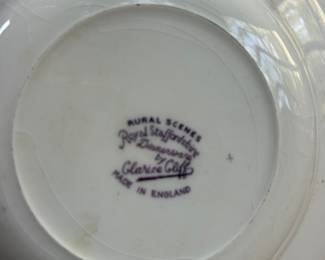 RURAL SCENES
Royal Staffordshire
Dinnerware
by
Clarice Cliff
MADE IN ENGLAND